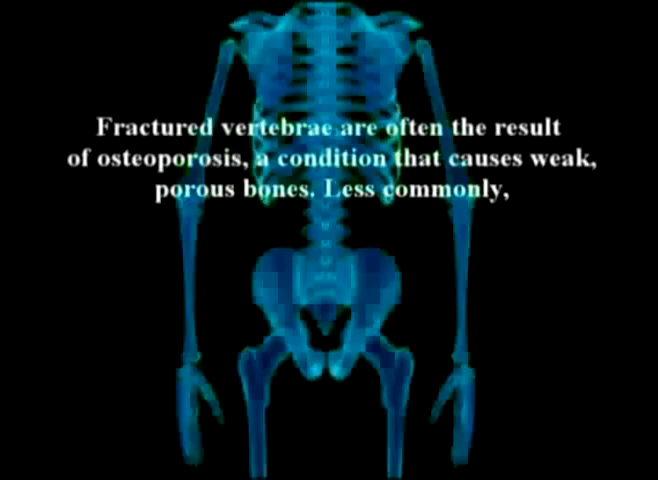 Fractured vertebrae are often the result
of osteoporosis, a condition that causes weak,
porous bones. Less commonly,